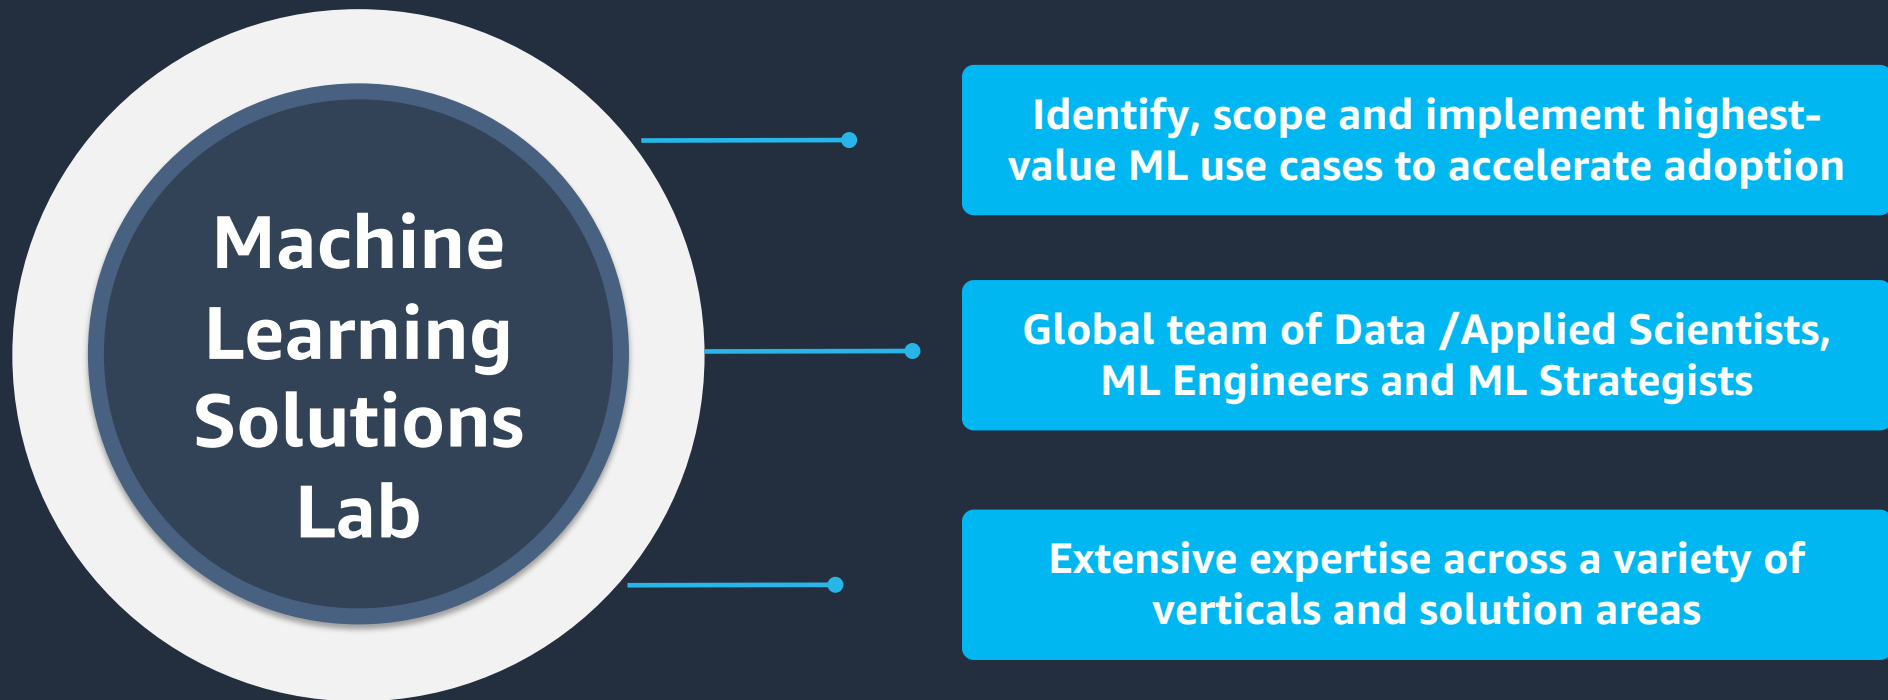 Machine
Learning
Solutions
Lab
Identify, scope and implement highest-
value ML use cases to accelerate adoption
Global team of Data /Applied Scientists,
ML Engineers and ML Strategists
Extensive expertise across a variety of
verticals and solution areas